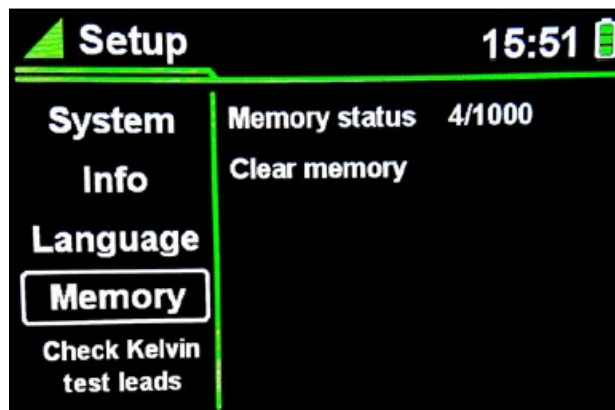 Setup
15:51
System
Info
Language
Memory
Check Kelvin
test leads
Memory status 4/1000
Clear memory